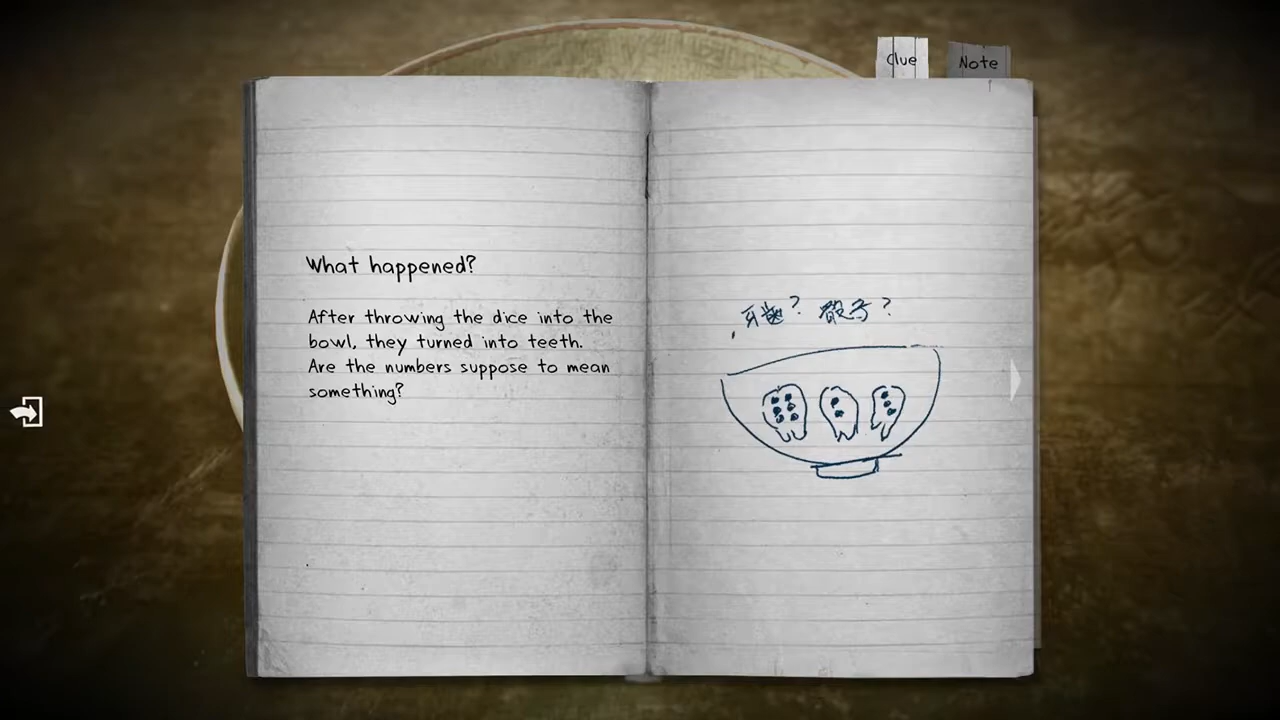 Clue
Note
What happened?
After throwing the dice into the
bowl, they turned into teeth.
Are the numbers suppose to mean
something?
牙齒? 骰子?